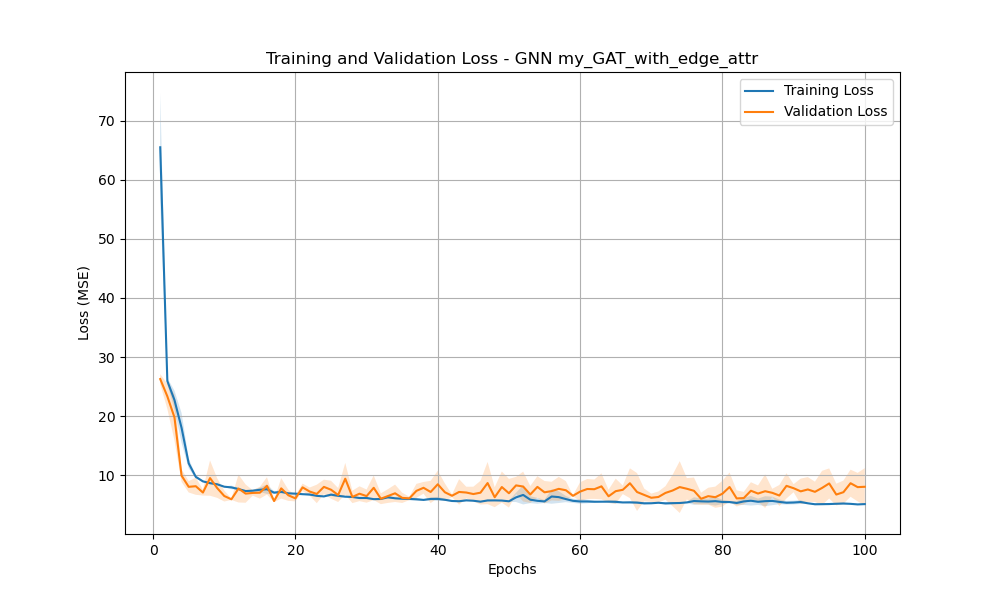 Training and Validation Loss - GNN my_GAT_with_edge_attr
Training Loss
Validation Loss
Loss (MSE)
70
60
50
40
30
20
10
0 20 40 60 80 100
Epochs